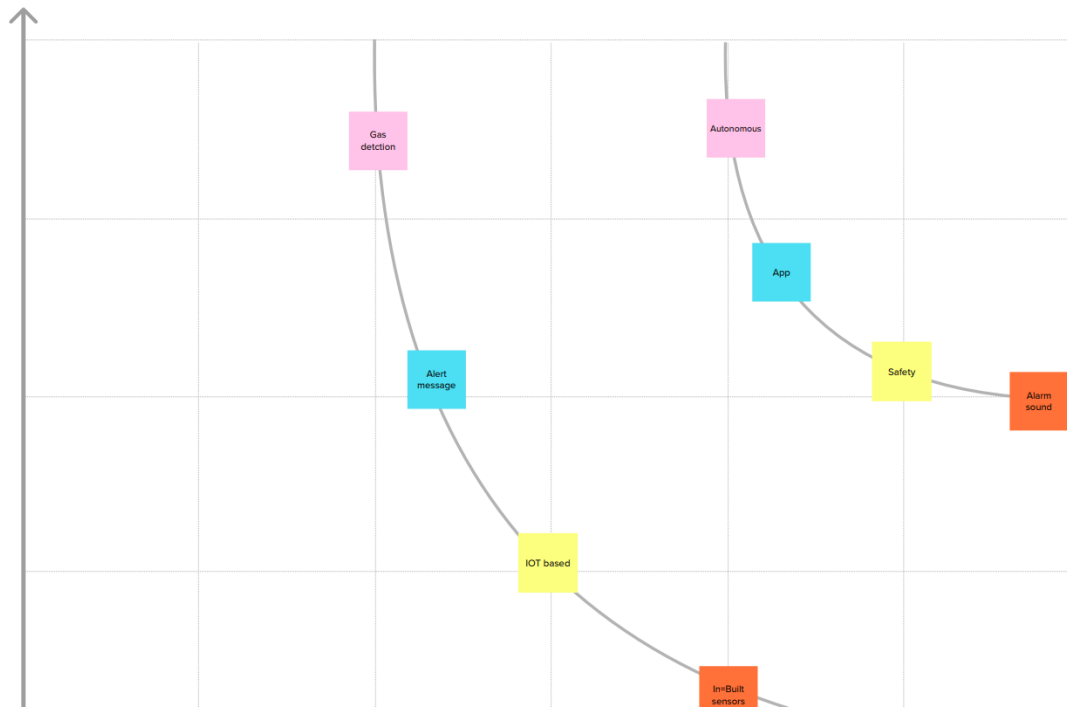 Gas
detction
Autonomous
App
Alert
message
Safety
Alarm
sound
IOT based
In=Built
sensors